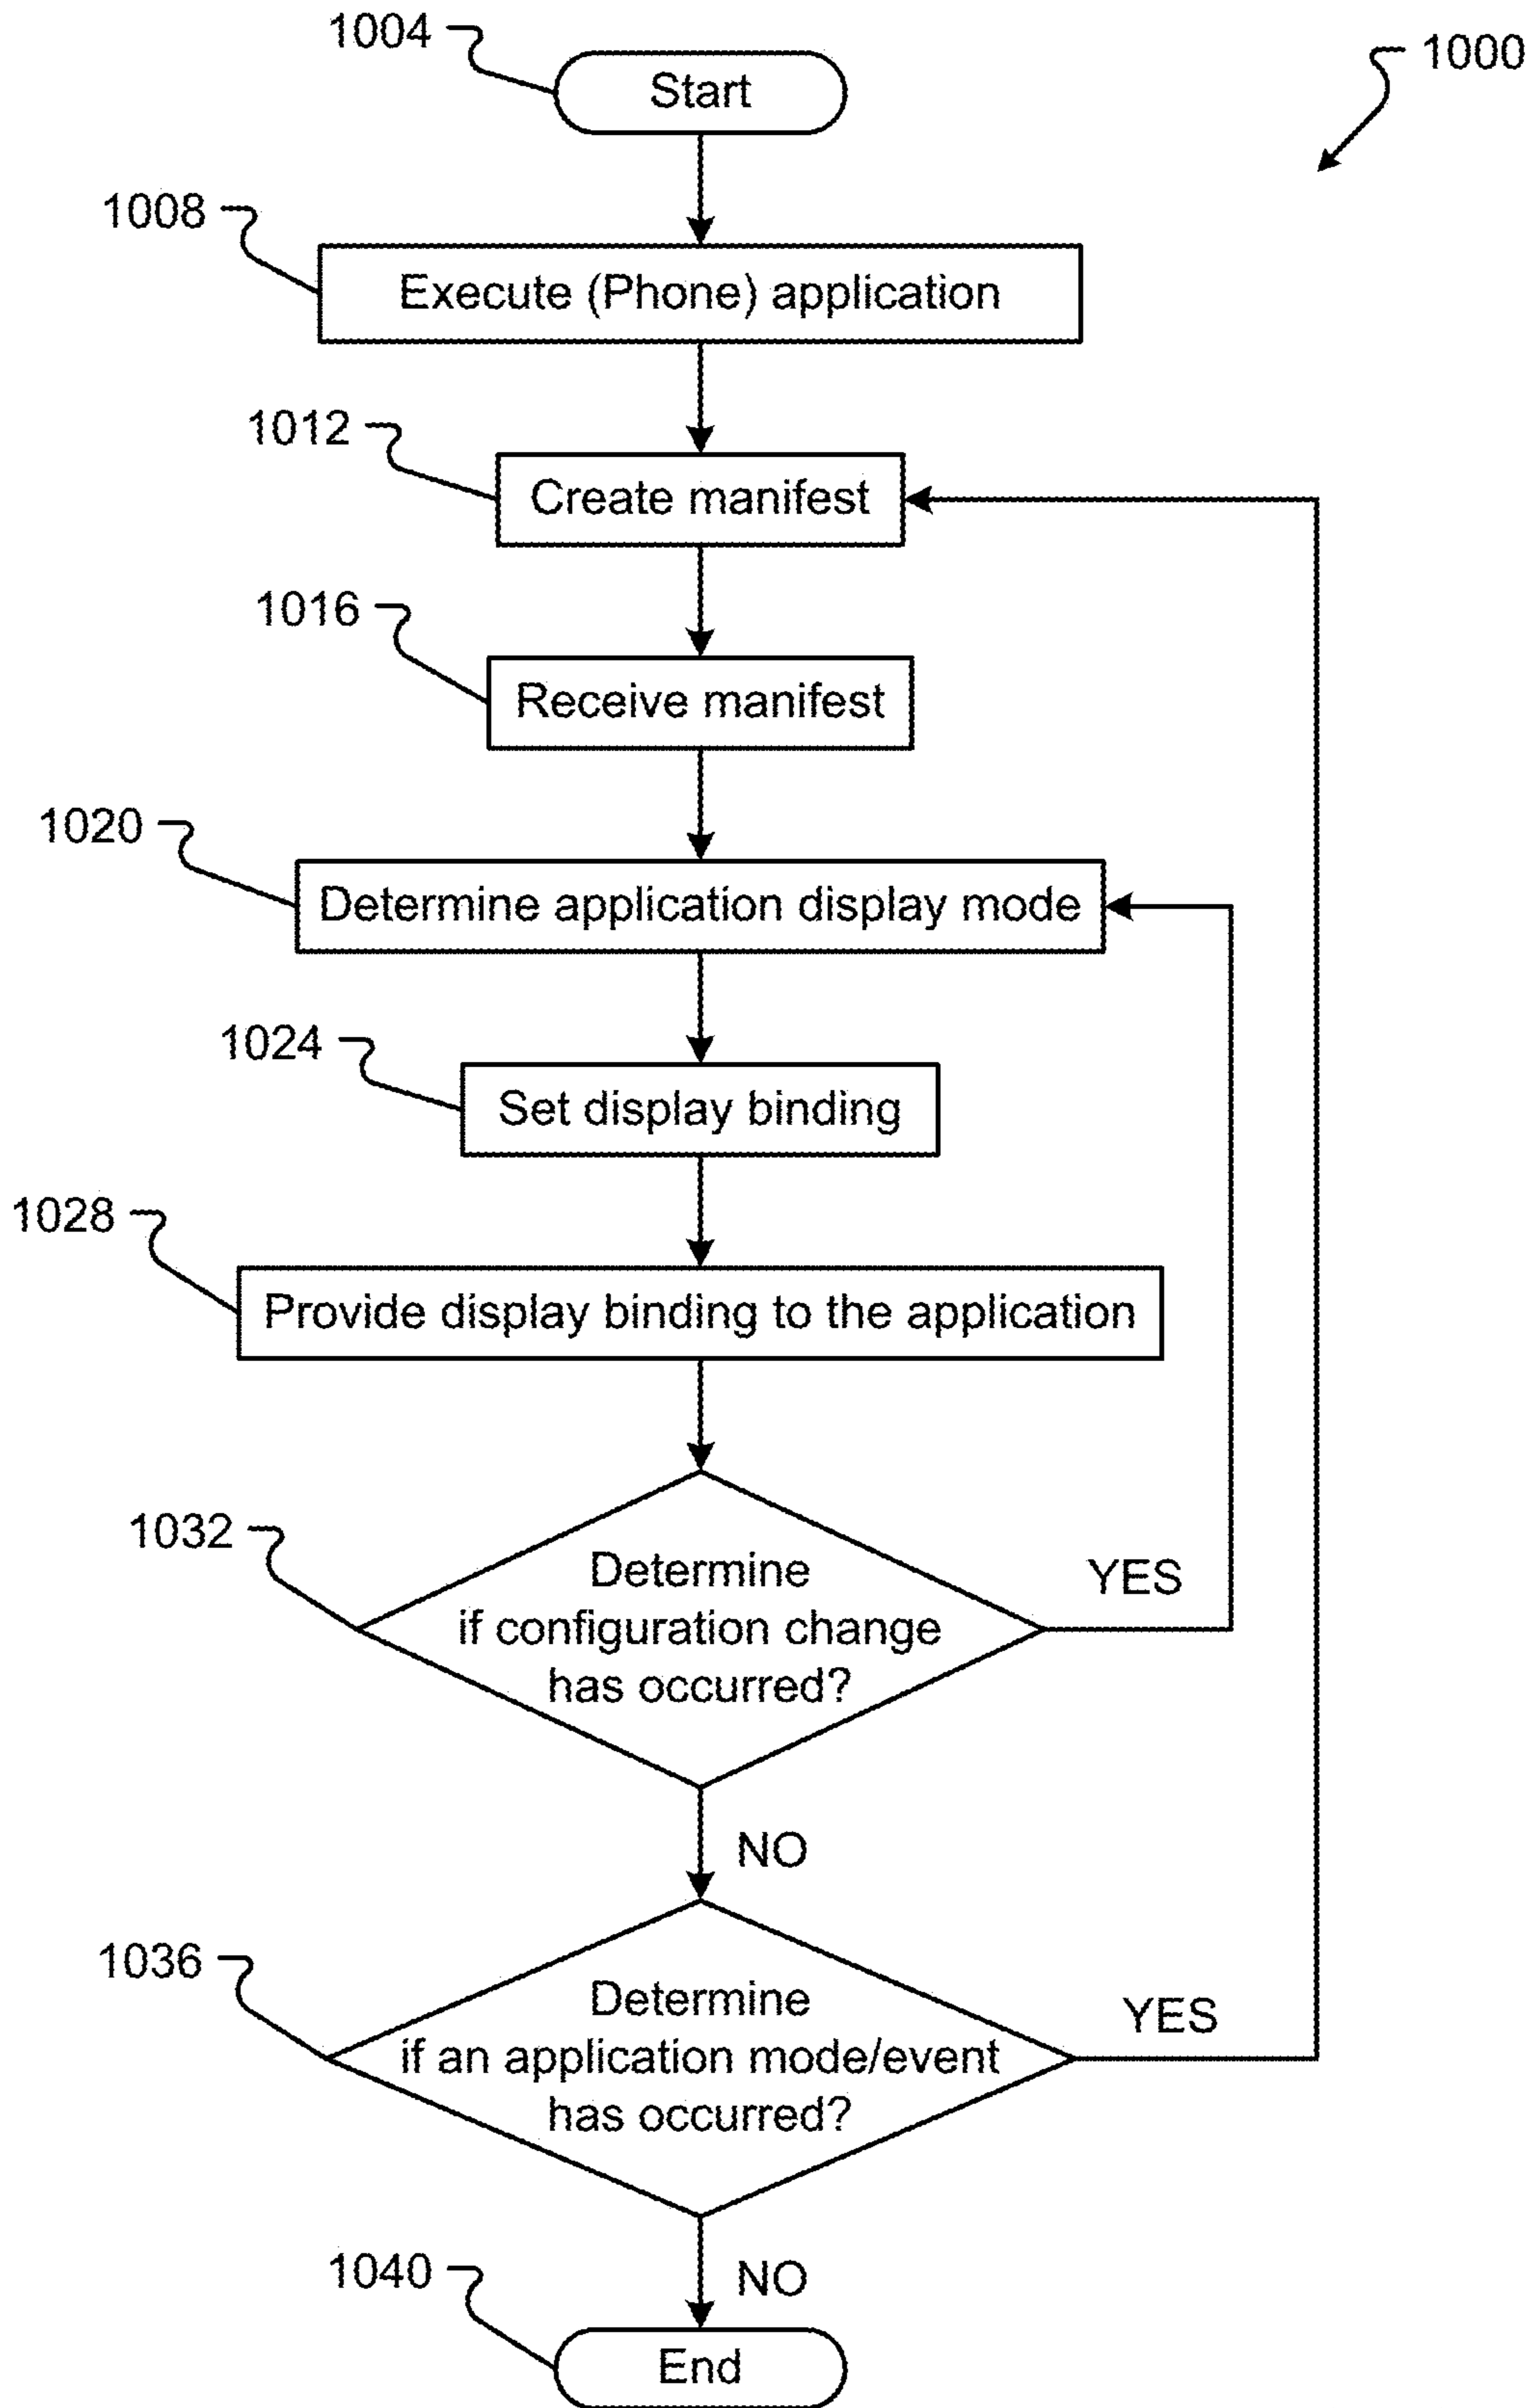 1004
Start
1000
1008
Execute (Phone) application
1012
Create manifest
1016
Receive manifest
1020
Determine application display mode
1024
Set display binding
1028
Provide display binding to the application
1032
Determine
if configuration change
has occurred?
YES
NO
1036
Determine
if an application mode/event
has occurred?
YES
NO
1040
End